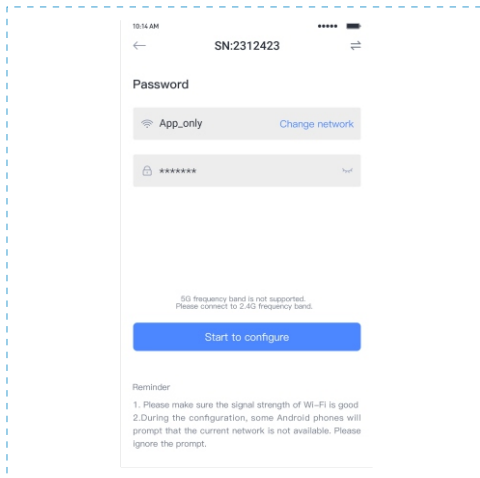 10:14 AM
SN:2312423
Password
App_only Change network
*******
5G frequency band is not supported.
Please connect to 2.4G frequency band.
Start to configure
Reminder
1. Please make sure the signal strength of Wi-Fi is good
2.During the configuration, some Android phones will
prompt that the current network is not available. Please
ignore the prompt.